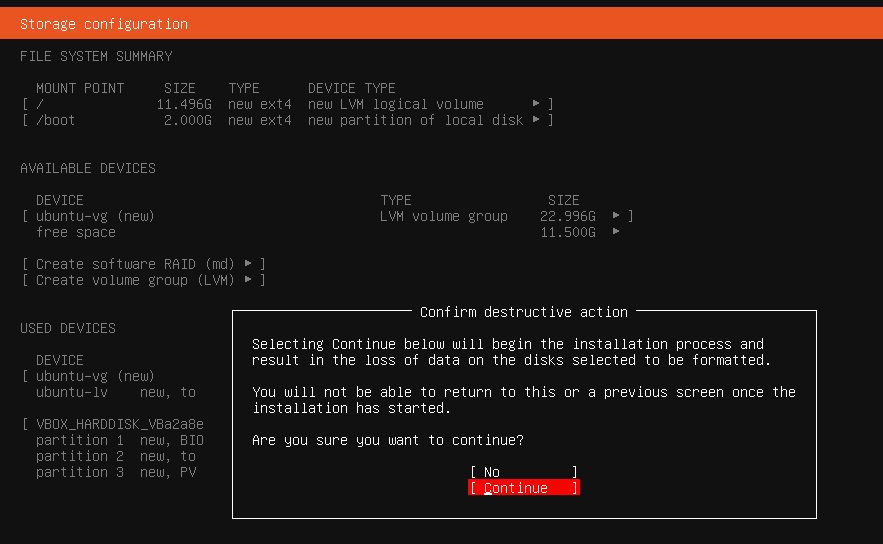 Storage configuration
FILE SYSTEM SUMMARY
MOUNT POINT     SIZE    TYPE      DEVICE TYPE
[ /              11.496G  new ext4  new LVM logical volume      ▸ ]
[ /boot           2.000G  new ext4  new partition of local disk ▸ ]
AVAILABLE DEVICES
DEVICE                                     TYPE                 SIZE
[ ubuntu-vg (new)                            LVM volume group    22.996G  ▸ ]
free space                                                     11.500G  ▸
[ Create software RAID (md) ▸ ]
[ Create volume group (LVM) ▸ ]
USED DEVICES
DEVICE
[ ubuntu-vg (new)
ubuntu-lv    new, to
[ VBOX_HARDDISK_VBa2a8e
partition 1  new, BIO
partition 2  new, to
partition 3  new, PV
Confirm destructive action
Selecting Continue below will begin the installation process and
result in the loss of data on the disks selected to be formatted.
You will not be able to return to this or a previous screen once the
installation has started.
Are you sure you want to continue?
[ No         ]
[ Continue   ]